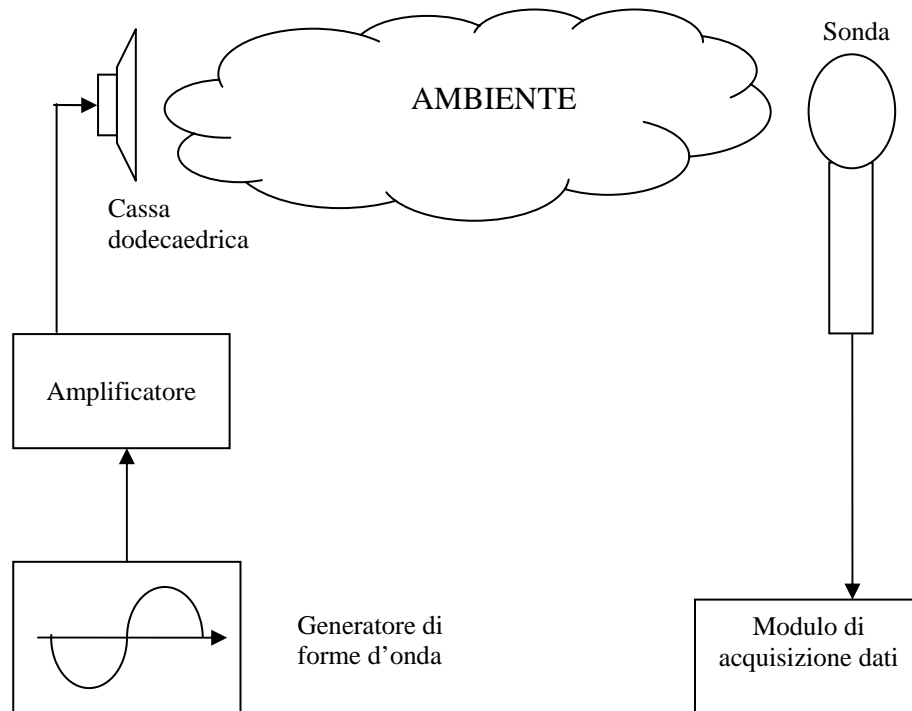 Sonda
AMBIENTE
Cassa
dodecaedrica
Amplificatore
Generatore di
forme d’onda
Modulo di
acquisizione dati